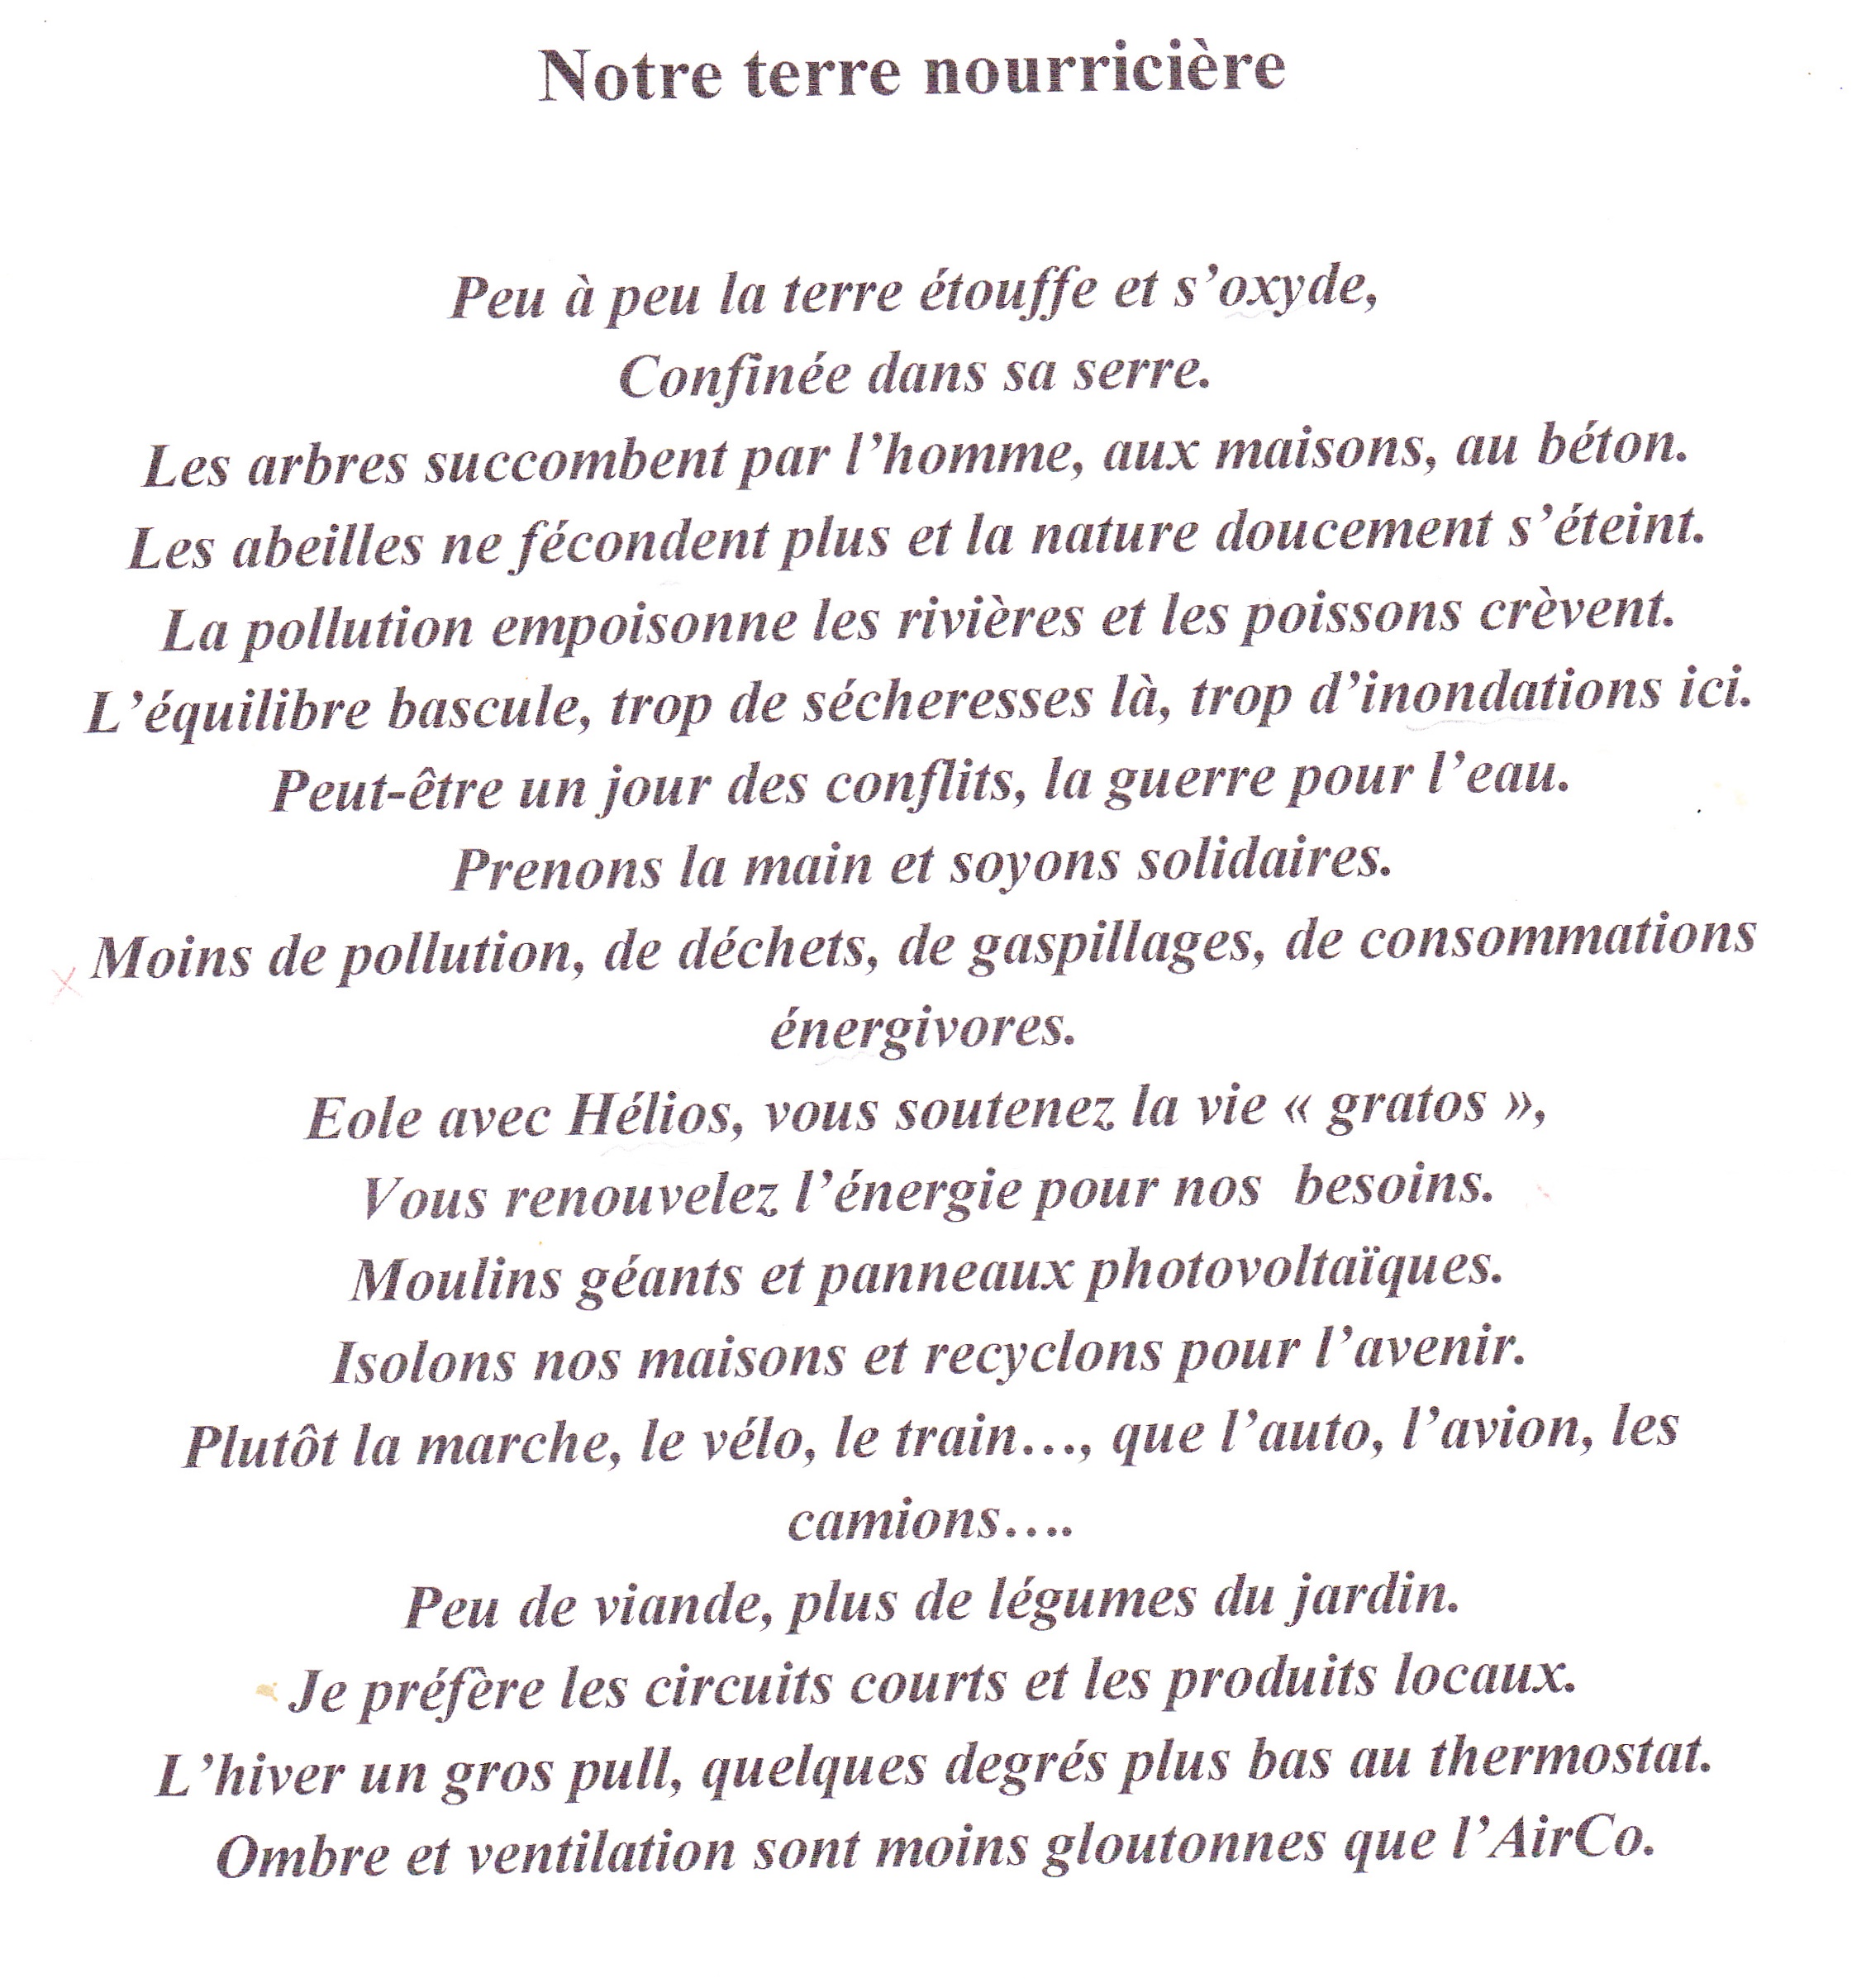 Notre terre nourricière
Peu à peu la terre étouffe et s’oxyde,
Confinée dans sa serre.
Les arbres succombent par l’homme, aux maisons, au béton.
Les abeilles ne fécondent plus et la nature doucement s’éteint.
La pollution empoisonne les rivières et les poissons crèvent.
L’équilibre bascule, trop de sécheresses là, trop d’inondations ici.
Peut-être un jour des conflits, la guerre pour l’eau.
Prenons la main et soyons solidaires.
Moins de pollution, de déchets, de gaspillages, de consommations
énergivores.
Eole avec Hélios, vous soutenez la vie « gratos »,
Vous renouvelez l’énergie pour nos  besoins.
Moulins géants et panneaux photovoltaïques.
Isolons nos maisons et recyclons pour l’avenir.
Plutôt la marche, le vélo, le train…, que l’auto, l’avion, les
camions….
Peu de viande, plus de légumes du jardin.
Je préfère les circuits courts et les produits locaux.
L’hiver un gros pull, quelques degrés plus bas au thermostat.
Ombre et ventilation sont moins gloutonnes que l’AirCo.